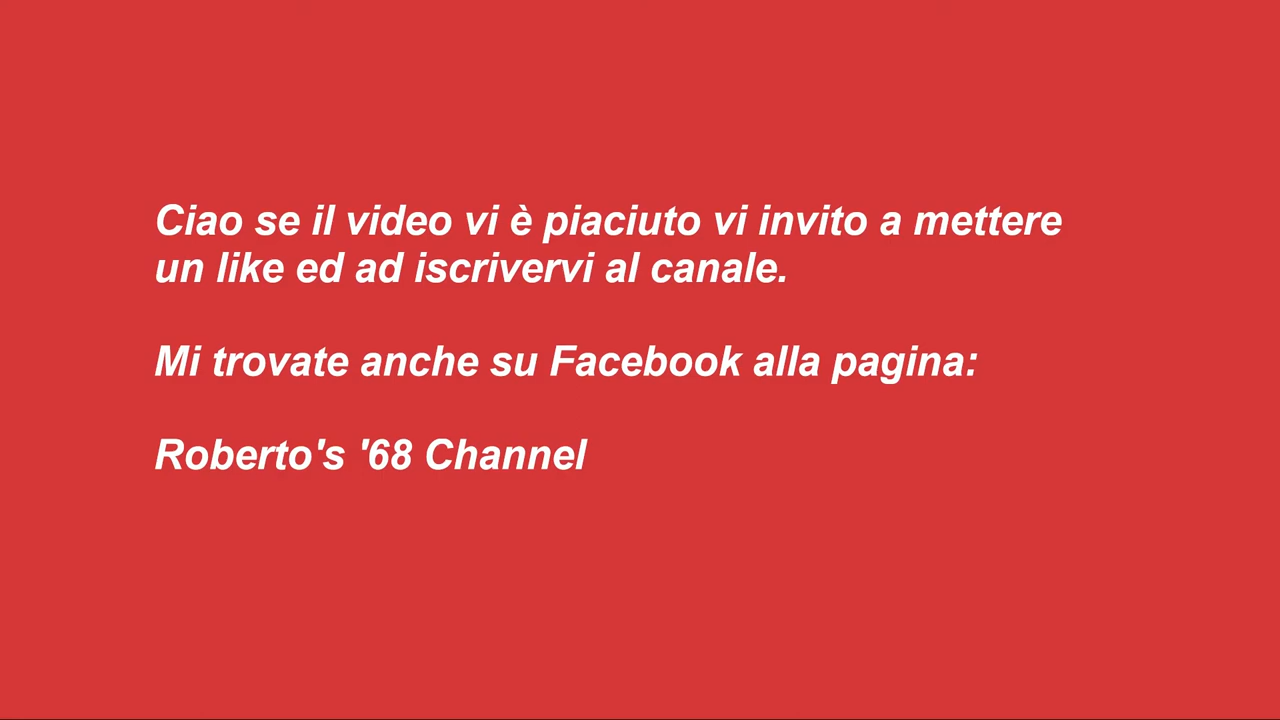 Ciao se il video vi è piaciuto vi invito a mettere
un like ed ad iscrivervi al canale.
Mi trovate anche su Facebook alla pagina:
Roberto's '68 Channel